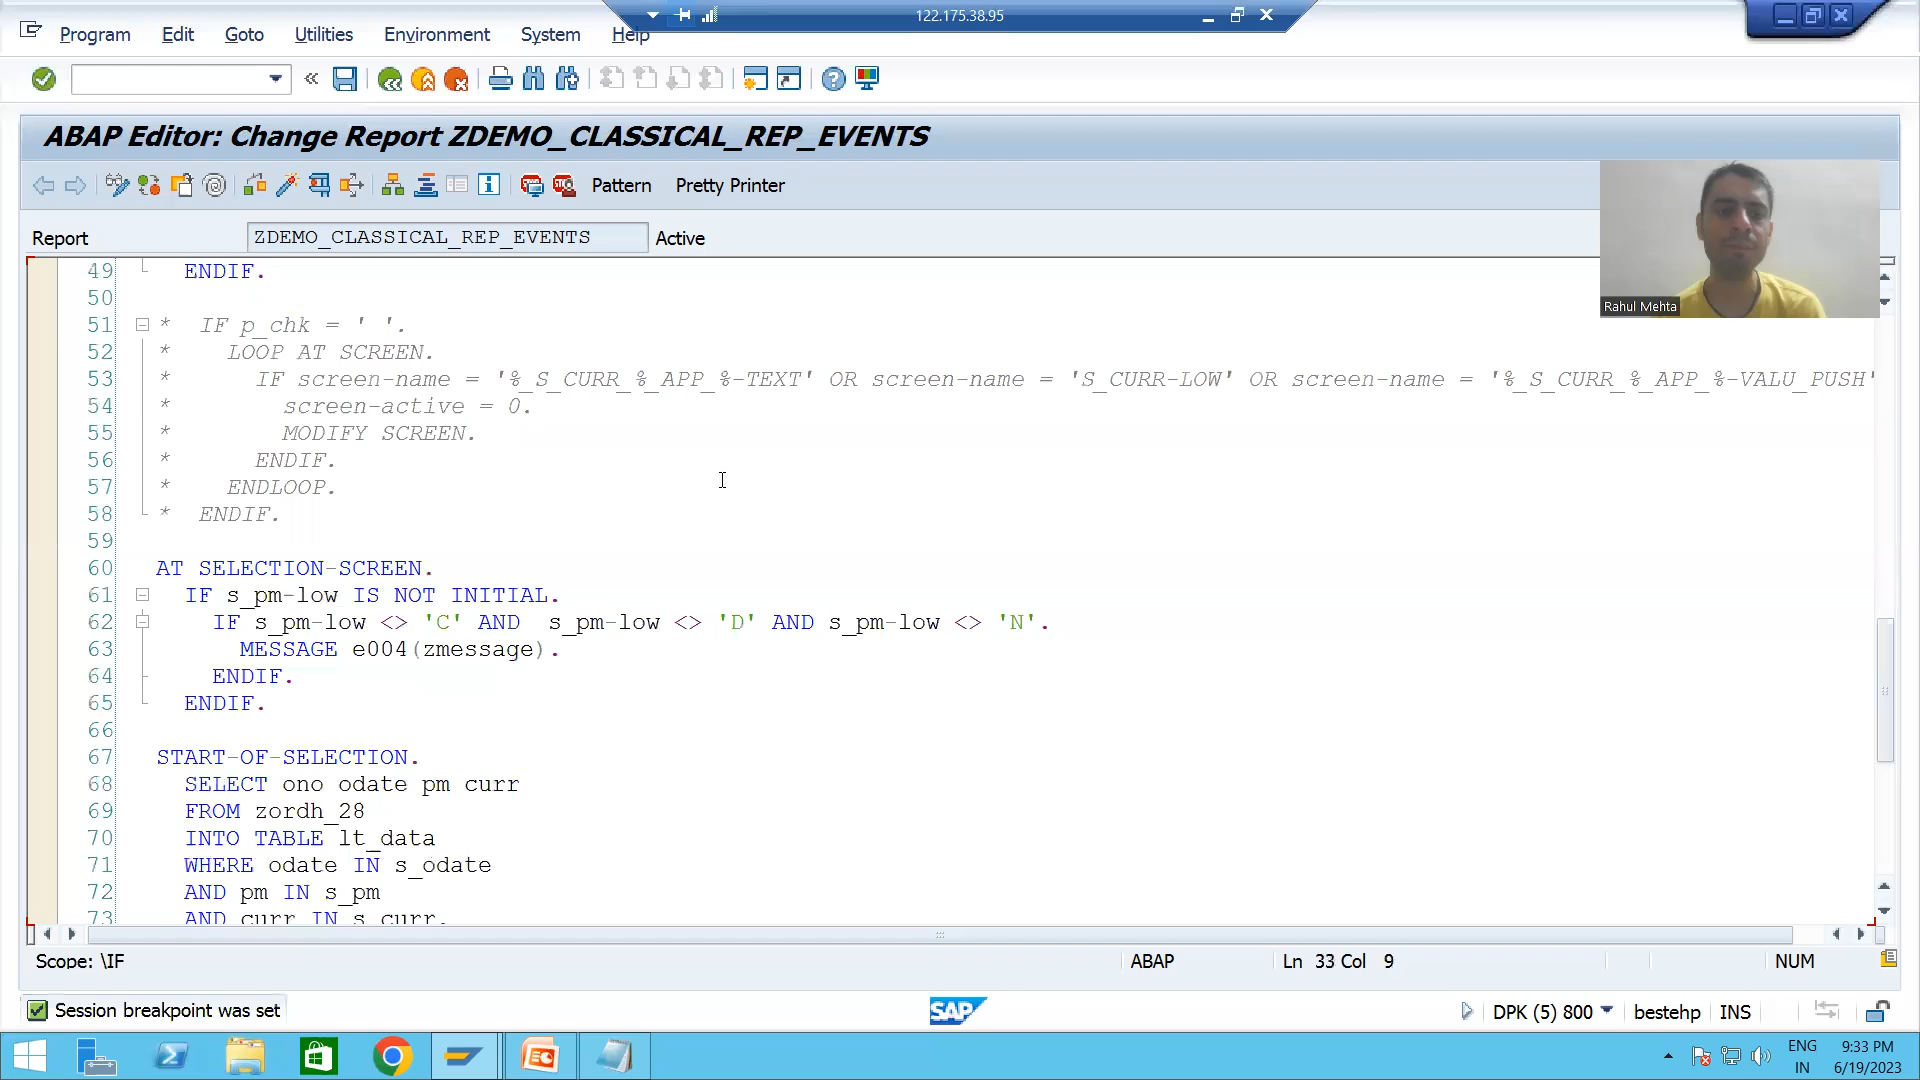 122.175.38.95
Program Edit Goto Utilities Environment System Help
ABAP Editor: Change Report ZDEMO_CLASSICAL_REP_EVENTS
Pattern Pretty Printer
Report ZDEMO_CLASSICAL_REP_EVENTS Active
Rahul Mehta
49 ENDIF.
50
51 * IF p_chk = ' '.
52 * LOOP AT SCREEN.
53 * IF screen-name = '%_S_CURR_%_APP_%-TEXT' OR screen-name = 'S_CURR-LOW' OR screen-name = '%_S_CURR_%_APP_%-VALU_PUSH'
54 * screen-active = 0.
55 * MODIFY SCREEN.
56 * ENDIF.
57 * ENDLOOP.
58 * ENDIF.
59
60 AT SELECTION-SCREEN.
61 IF s_pm-low IS NOT INITIAL.
62 IF s_pm-low <> 'C' AND s_pm-low <> 'D' AND s_pm-low <> 'N'.
63 MESSAGE e004(zmessage).
64 ENDIF.
65 ENDIF.
66
67 START-OF-SELECTION.
68 SELECT ono odate pm curr
69 FROM zordh_28
70 INTO TABLE lt_data
71 WHERE odate IN s_odate
72 AND pm IN s_pm
73 AND curr IN s_curr.
Scope: \IF ABAP Ln 33 Col 9 NUM
Session breakpoint was set SAP DPK (5) 800 bestehp INS
ENG 9:33 PM
IN 6/19/2023